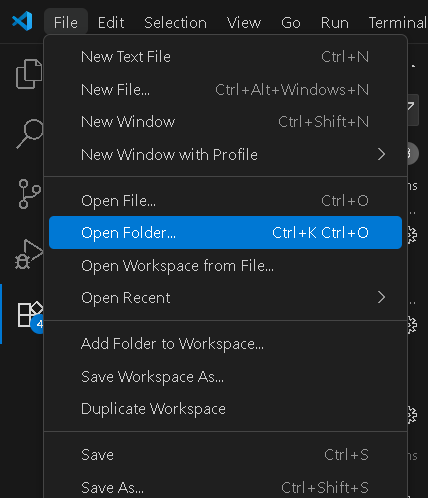 File Edit Selection View Go Run Terminal
New Text File Ctrl+N
New File... Ctrl+Alt+Windows+N
New Window Ctrl+Shift+N
New Window with Profile
Open File... Ctrl+O
Open Folder... Ctrl+K Ctrl+O
Open Workspace from File...
Open Recent
4
Add Folder to Workspace...
Save Workspace As...
Duplicate Workspace
Save Ctrl+S
Save As... Ctrl+Shift+S